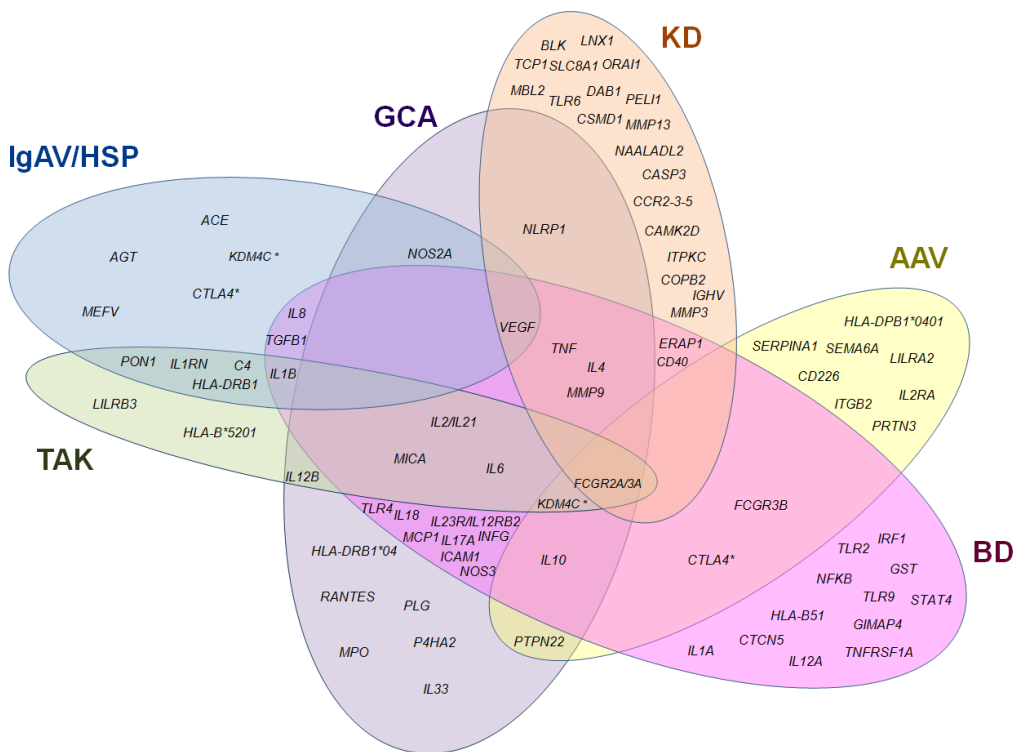 KD
BLK
LNX1
TCP1
SLC8A1
ORAI1
MBL2
TLR6
DAB1
PELI1
CSMD1
MMP13
NAALADL2
CASP3
CCR2-3-5
CAMK2D
ITPKC
COPB2
IGHV
MMP3
GCA
NLRP1
NOS2A
IgAV/HSP
ACE
AGT
KDM4C *
CTLA4*
MEFV
IL8
TGFB1
VEGF
PON1
IL1RN
C4
HLA-DRB1
IL1B
TNF
IL4
MMP9
ERAP1
CD40
AAV
HLA-DPB1*0401
SERPINA1
SEMA6A
LILRA2
CD226
IL2RA
ITGB2
PRTN3
LILRB3
HLA-B*5201
TAK
IL12B
IL2/IL21
MICA
IL6
FCGR2A/3A
KDM4C *
TLR4
IL18
IL23R/IL12RB2
MCP1
IL17A
INFG
ICAM1
NOS3
IL10
HLA-DRB1*04
RANTES
PLG
P4HA2
MPO
IL33
PTPN22
FCGR3B
CTLA4*
BD
TLR2
IRF1
NFKB
GST
TLR9
STAT4
HLA-B51
GIMAP4
CTCN5
IL1A
IL12A
TNFRSF1A